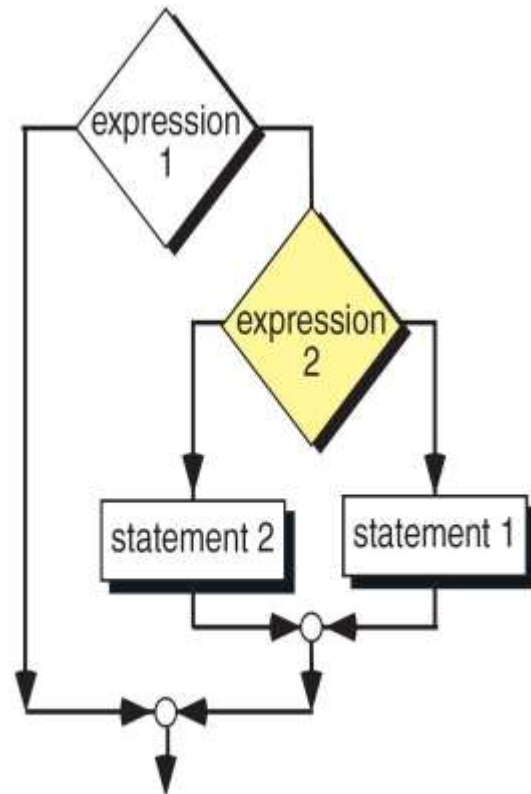 expression
1
expression
2
statement 2
statement 1